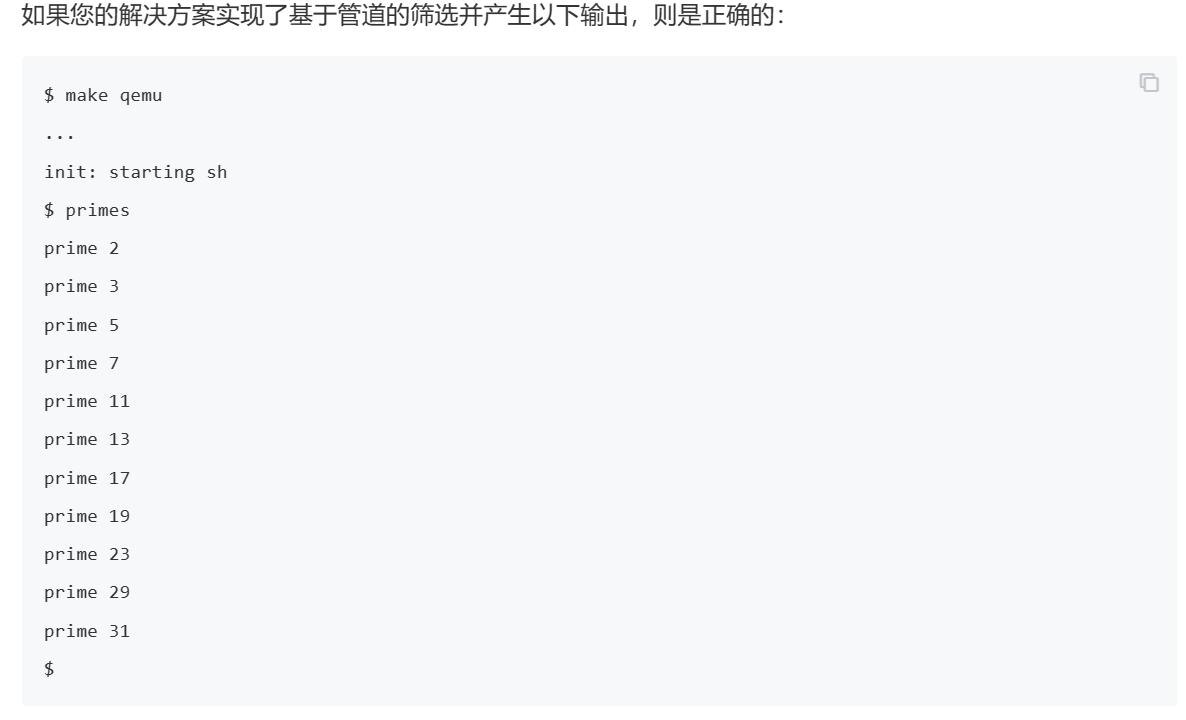 如果您的解决方案实现了基于管道的筛选并产生以下输出，则是正确的：
$ make qemu
...
init: starting sh
$ primes
prime 2
prime 3
prime 5
prime 7
prime 11
prime 13
prime 17
prime 19
prime 23
prime 29
prime 31
$